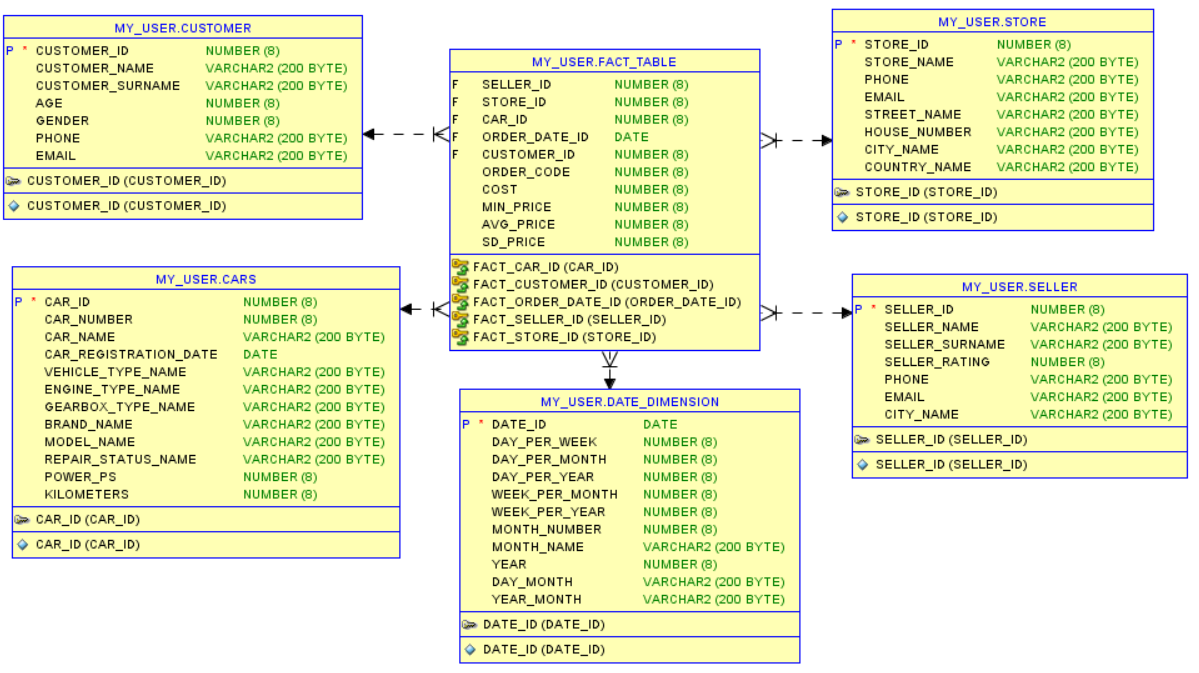 MY_USER.CUSTOMER
P * CUSTOMER_ID NUMBER (8)
CUSTOMER_NAME VARCHAR2 (200 BYTE)
CUSTOMER_SURNAME VARCHAR2 (200 BYTE)
AGE NUMBER (8)
GENDER NUMBER (8)
PHONE VARCHAR2 (200 BYTE)
EMAIL VARCHAR2 (200 BYTE)
CUSTOMER_ID (CUSTOMER_ID)
CUSTOMER_ID (CUSTOMER_ID)
MY_USER.FACT_TABLE
F SELLER_ID NUMBER (8)
F STORE_ID NUMBER (8)
F CAR_ID NUMBER (8)
F ORDER_DATE_ID DATE
F CUSTOMER_ID NUMBER (8)
ORDER_CODE NUMBER (8)
COST NUMBER (8)
MIN_PRICE NUMBER (8)
AVG_PRICE NUMBER (8)
SD_PRICE NUMBER (8)
FACT_CAR_ID (CAR_ID)
FACT_CUSTOMER_ID (CUSTOMER_ID)
FACT_ORDER_DATE_ID (ORDER_DATE_ID)
FACT_SELLER_ID (SELLER_ID)
FACT_STORE_ID (STORE_ID)
MY_USER.STORE
P * STORE_ID NUMBER (8)
STORE_NAME VARCHAR2 (200 BYTE)
PHONE VARCHAR2 (200 BYTE)
EMAIL VARCHAR2 (200 BYTE)
STREET_NAME VARCHAR2 (200 BYTE)
HOUSE_NUMBER VARCHAR2 (200 BYTE)
CITY_NAME VARCHAR2 (200 BYTE)
COUNTRY_NAME VARCHAR2 (200 BYTE)
STORE_ID (STORE_ID)
STORE_ID (STORE_ID)
MY_USER.CARS
P * CAR_ID NUMBER (8)
CAR_NUMBER NUMBER (8)
CAR_NAME VARCHAR2 (200 BYTE)
CAR_REGISTRATION_DATE DATE
VEHICLE_TYPE_NAME VARCHAR2 (200 BYTE)
ENGINE_TYPE_NAME VARCHAR2 (200 BYTE)
GEARBOX_TYPE_NAME VARCHAR2 (200 BYTE)
BRAND_NAME VARCHAR2 (200 BYTE)
MODEL_NAME VARCHAR2 (200 BYTE)
REPAIR_STATUS_NAME VARCHAR2 (200 BYTE)
POWER_PS NUMBER (8)
KILOMETERS NUMBER (8)
CAR_ID (CAR_ID)
CAR_ID (CAR_ID)
MY_USER.DATE_DIMENSION
P * DATE_ID DATE
DAY_PER_WEEK NUMBER (8)
DAY_PER_MONTH NUMBER (8)
DAY_PER_YEAR NUMBER (8)
WEEK_PER_MONTH NUMBER (8)
WEEK_PER_YEAR NUMBER (8)
MONTH_NUMBER NUMBER (8)
MONTH_NAME VARCHAR2 (200 BYTE)
YEAR NUMBER (8)
DAY_MONTH VARCHAR2 (200 BYTE)
YEAR_MONTH VARCHAR2 (200 BYTE)
DATE_ID (DATE_ID)
DATE_ID (DATE_ID)
MY_USER.SELLER
P * SELLER_ID NUMBER (8)
SELLER_NAME VARCHAR2 (200 BYTE)
SELLER_SURNAME VARCHAR2 (200 BYTE)
SELLER_RATING NUMBER (8)
PHONE VARCHAR2 (200 BYTE)
EMAIL VARCHAR2 (200 BYTE)
CITY_NAME VARCHAR2 (200 BYTE)
SELLER_ID (SELLER_ID)
SELLER_ID (SELLER_ID)